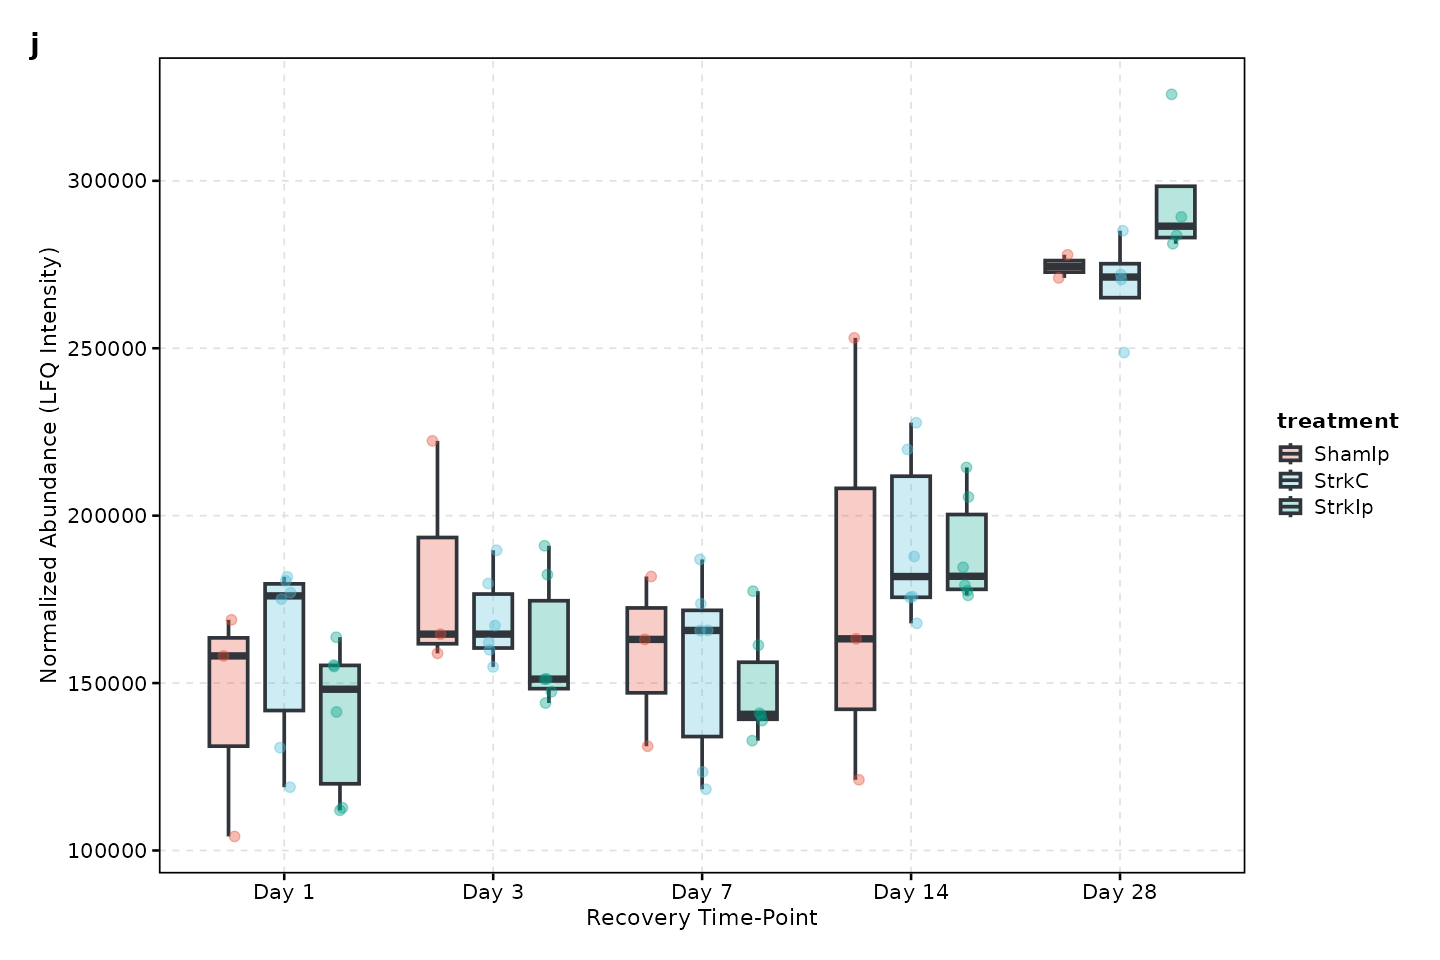 j
Normalized Abundance (LFQ Intensity)
300000
250000
200000
150000
100000
Day 1
Day 3
Day 7
Day 14
Day 28
Recovery Time-Point
treatment
ShamIp
StrkC
StrkIp